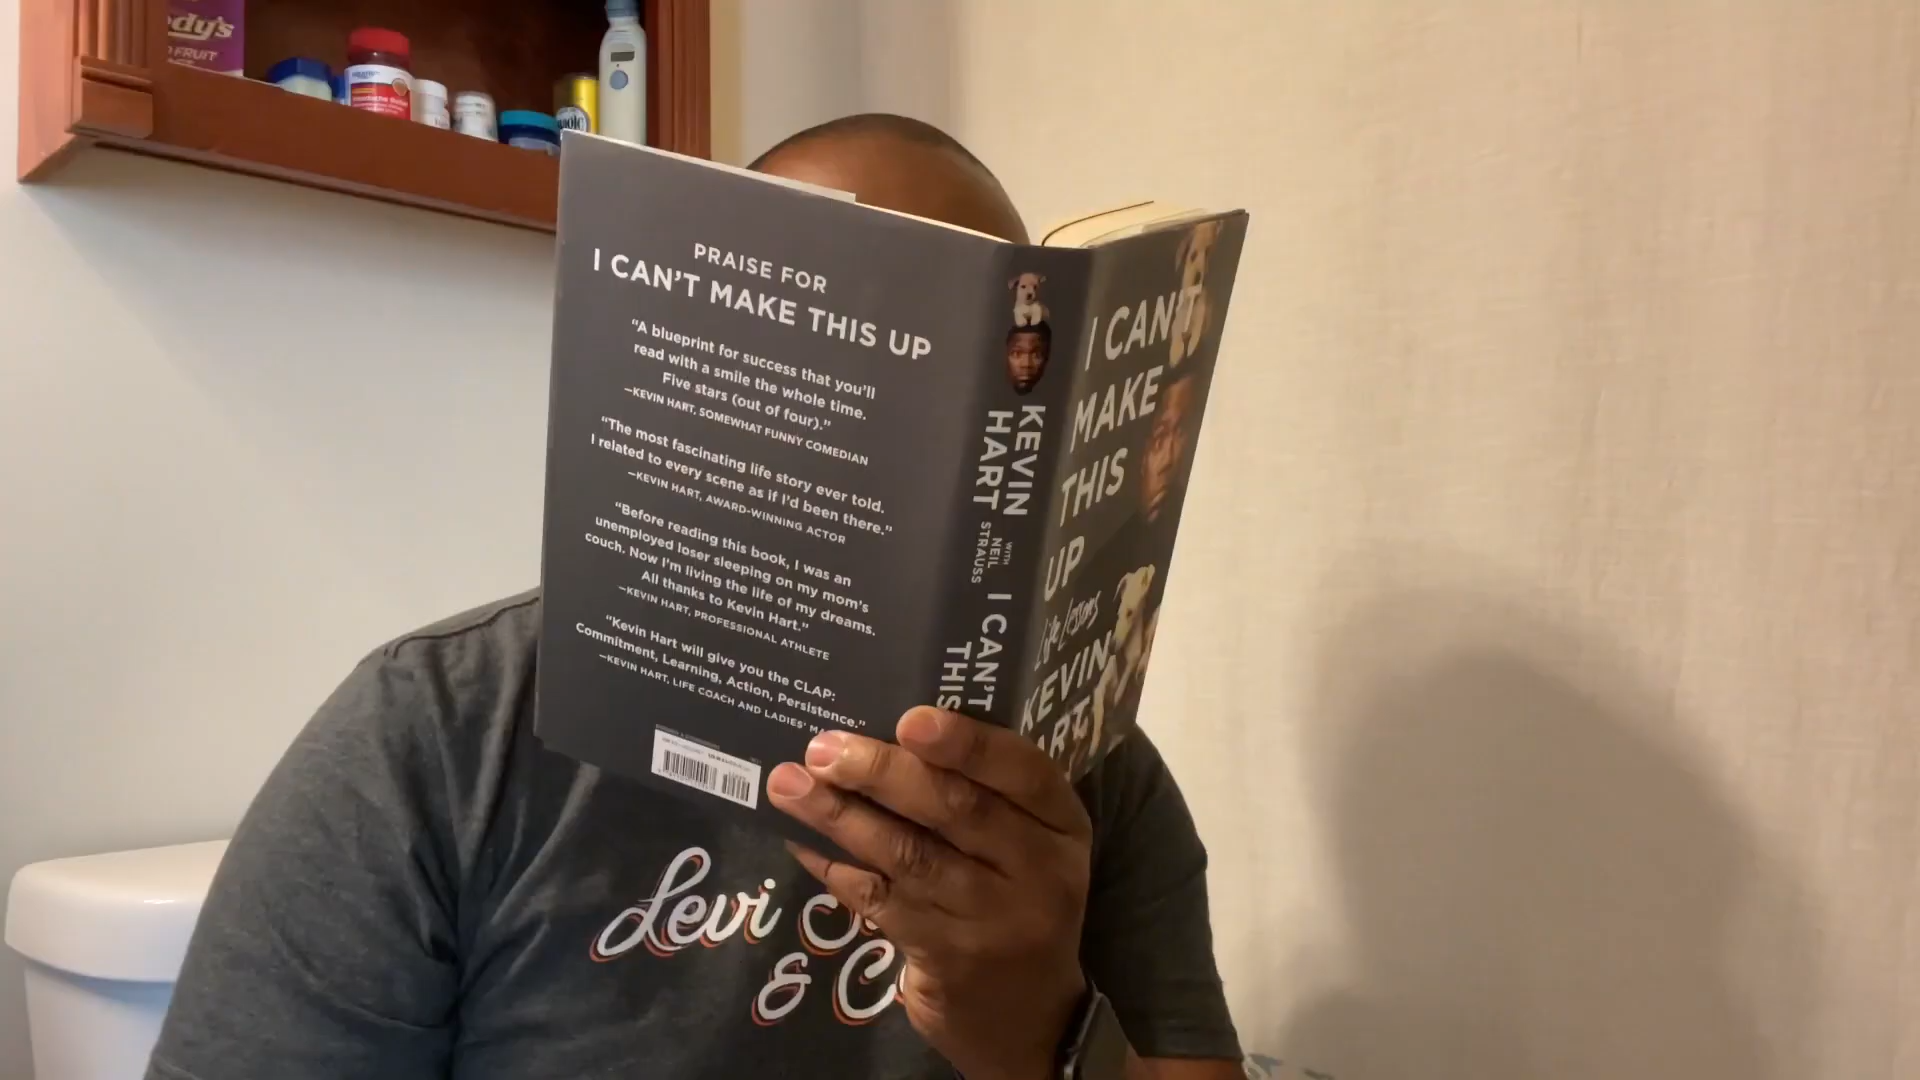 PRAISE FOR
I CAN'T MAKE THIS UP
"A blueprint for success that you'll
read with a smile the whole time.
Five stars (out of four)."
—KEVIN HART, SOMEWHAT FUNNY COMEDIAN
"The most fascinating life story ever told.
I related to every scene as if I'd been there."
—KEVIN HART, AWARD-WINNING ACTOR
"Before reading this book, I was an
unemployed loser sleeping on my mom's
couch. Now I'm living the life of my dreams.
All thanks to Kevin Hart."
—KEVIN HART, PROFESSIONAL ATHLETE
"Kevin Hart will give you the CLAP:
Commitment, Learning, Action, Persistence."
—KEVIN HART, LIFE COACH AND LADIES'
KEVIN
HART
WITH
NEIL
STRAUSS
I CAN'T
THIS
I CAN'T
MAKE
THIS
UP
Life Lessons
KEVIN
ART
Levi
& Co
dy's
FRUIT